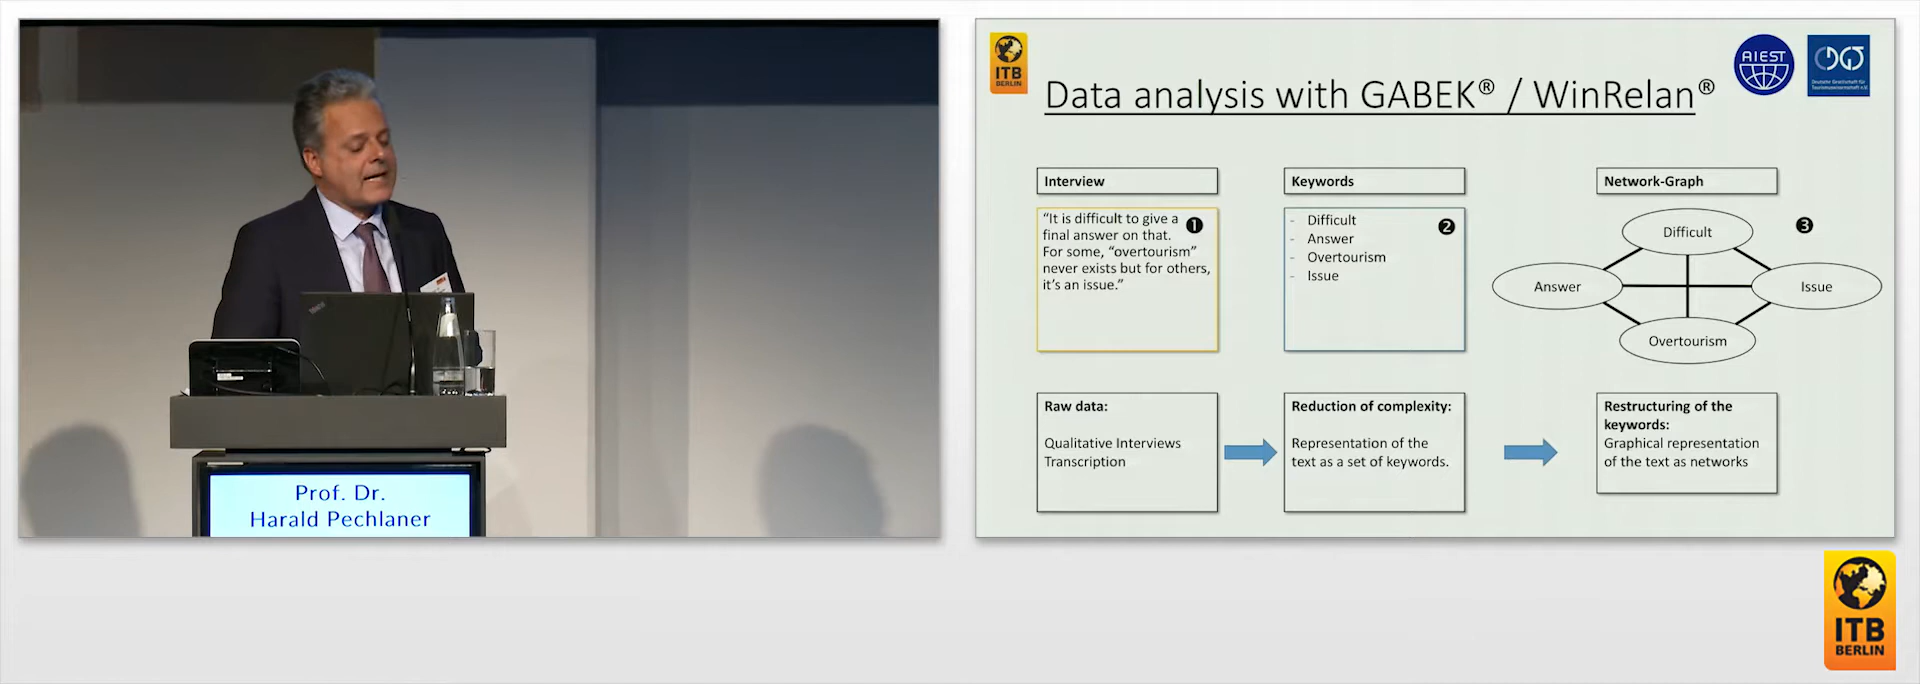 Prof. Dr.
Harald Pechlaner
ITB
BERLIN
AIEST
Data analysis with GABEK® / WinRelan®
Interview
"It is difficult to give a
final answer on that.
For some, "overtourism"
never exists but for others,
it's an issue."
1
Keywords
- Difficult
- Answer
- Overtourism
- Issue
2
Network-Graph
3
Difficult
Answer
Issue
Overtourism
Raw data:
Qualitative Interviews
Transcription
Reduction of complexity:
Representation of the
text as a set of keywords.
Restructuring of the
keywords:
Graphical representation
of the text as networks
ITB
BERLIN